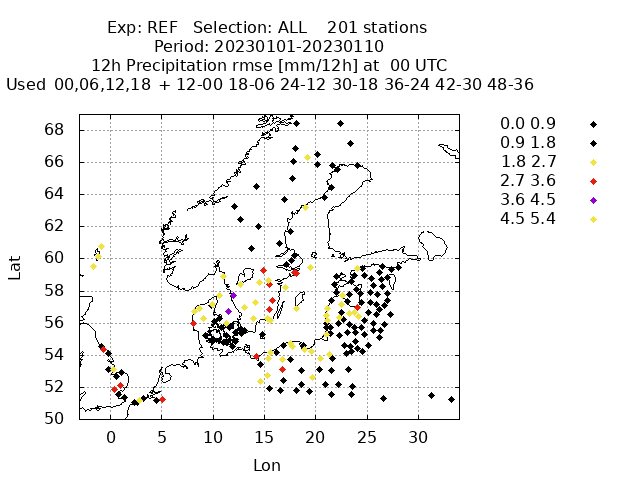 Exp: REF   Selection: ALL    201 stations
Period: 20230101-20230110
12h Precipitation rmse [mm/12h] at  00 UTC
Used  00,06,12,18  + 12-00 18-06 24-12 30-18 36-24 42-30 48-36
68
66
64
62
60
58
56
54
52
50
Lat
0 5 10 15 20 25 30
Lon
0.0 0.9
0.9 1.8
1.8 2.7
2.7 3.6
3.6 4.5
4.5 5.4